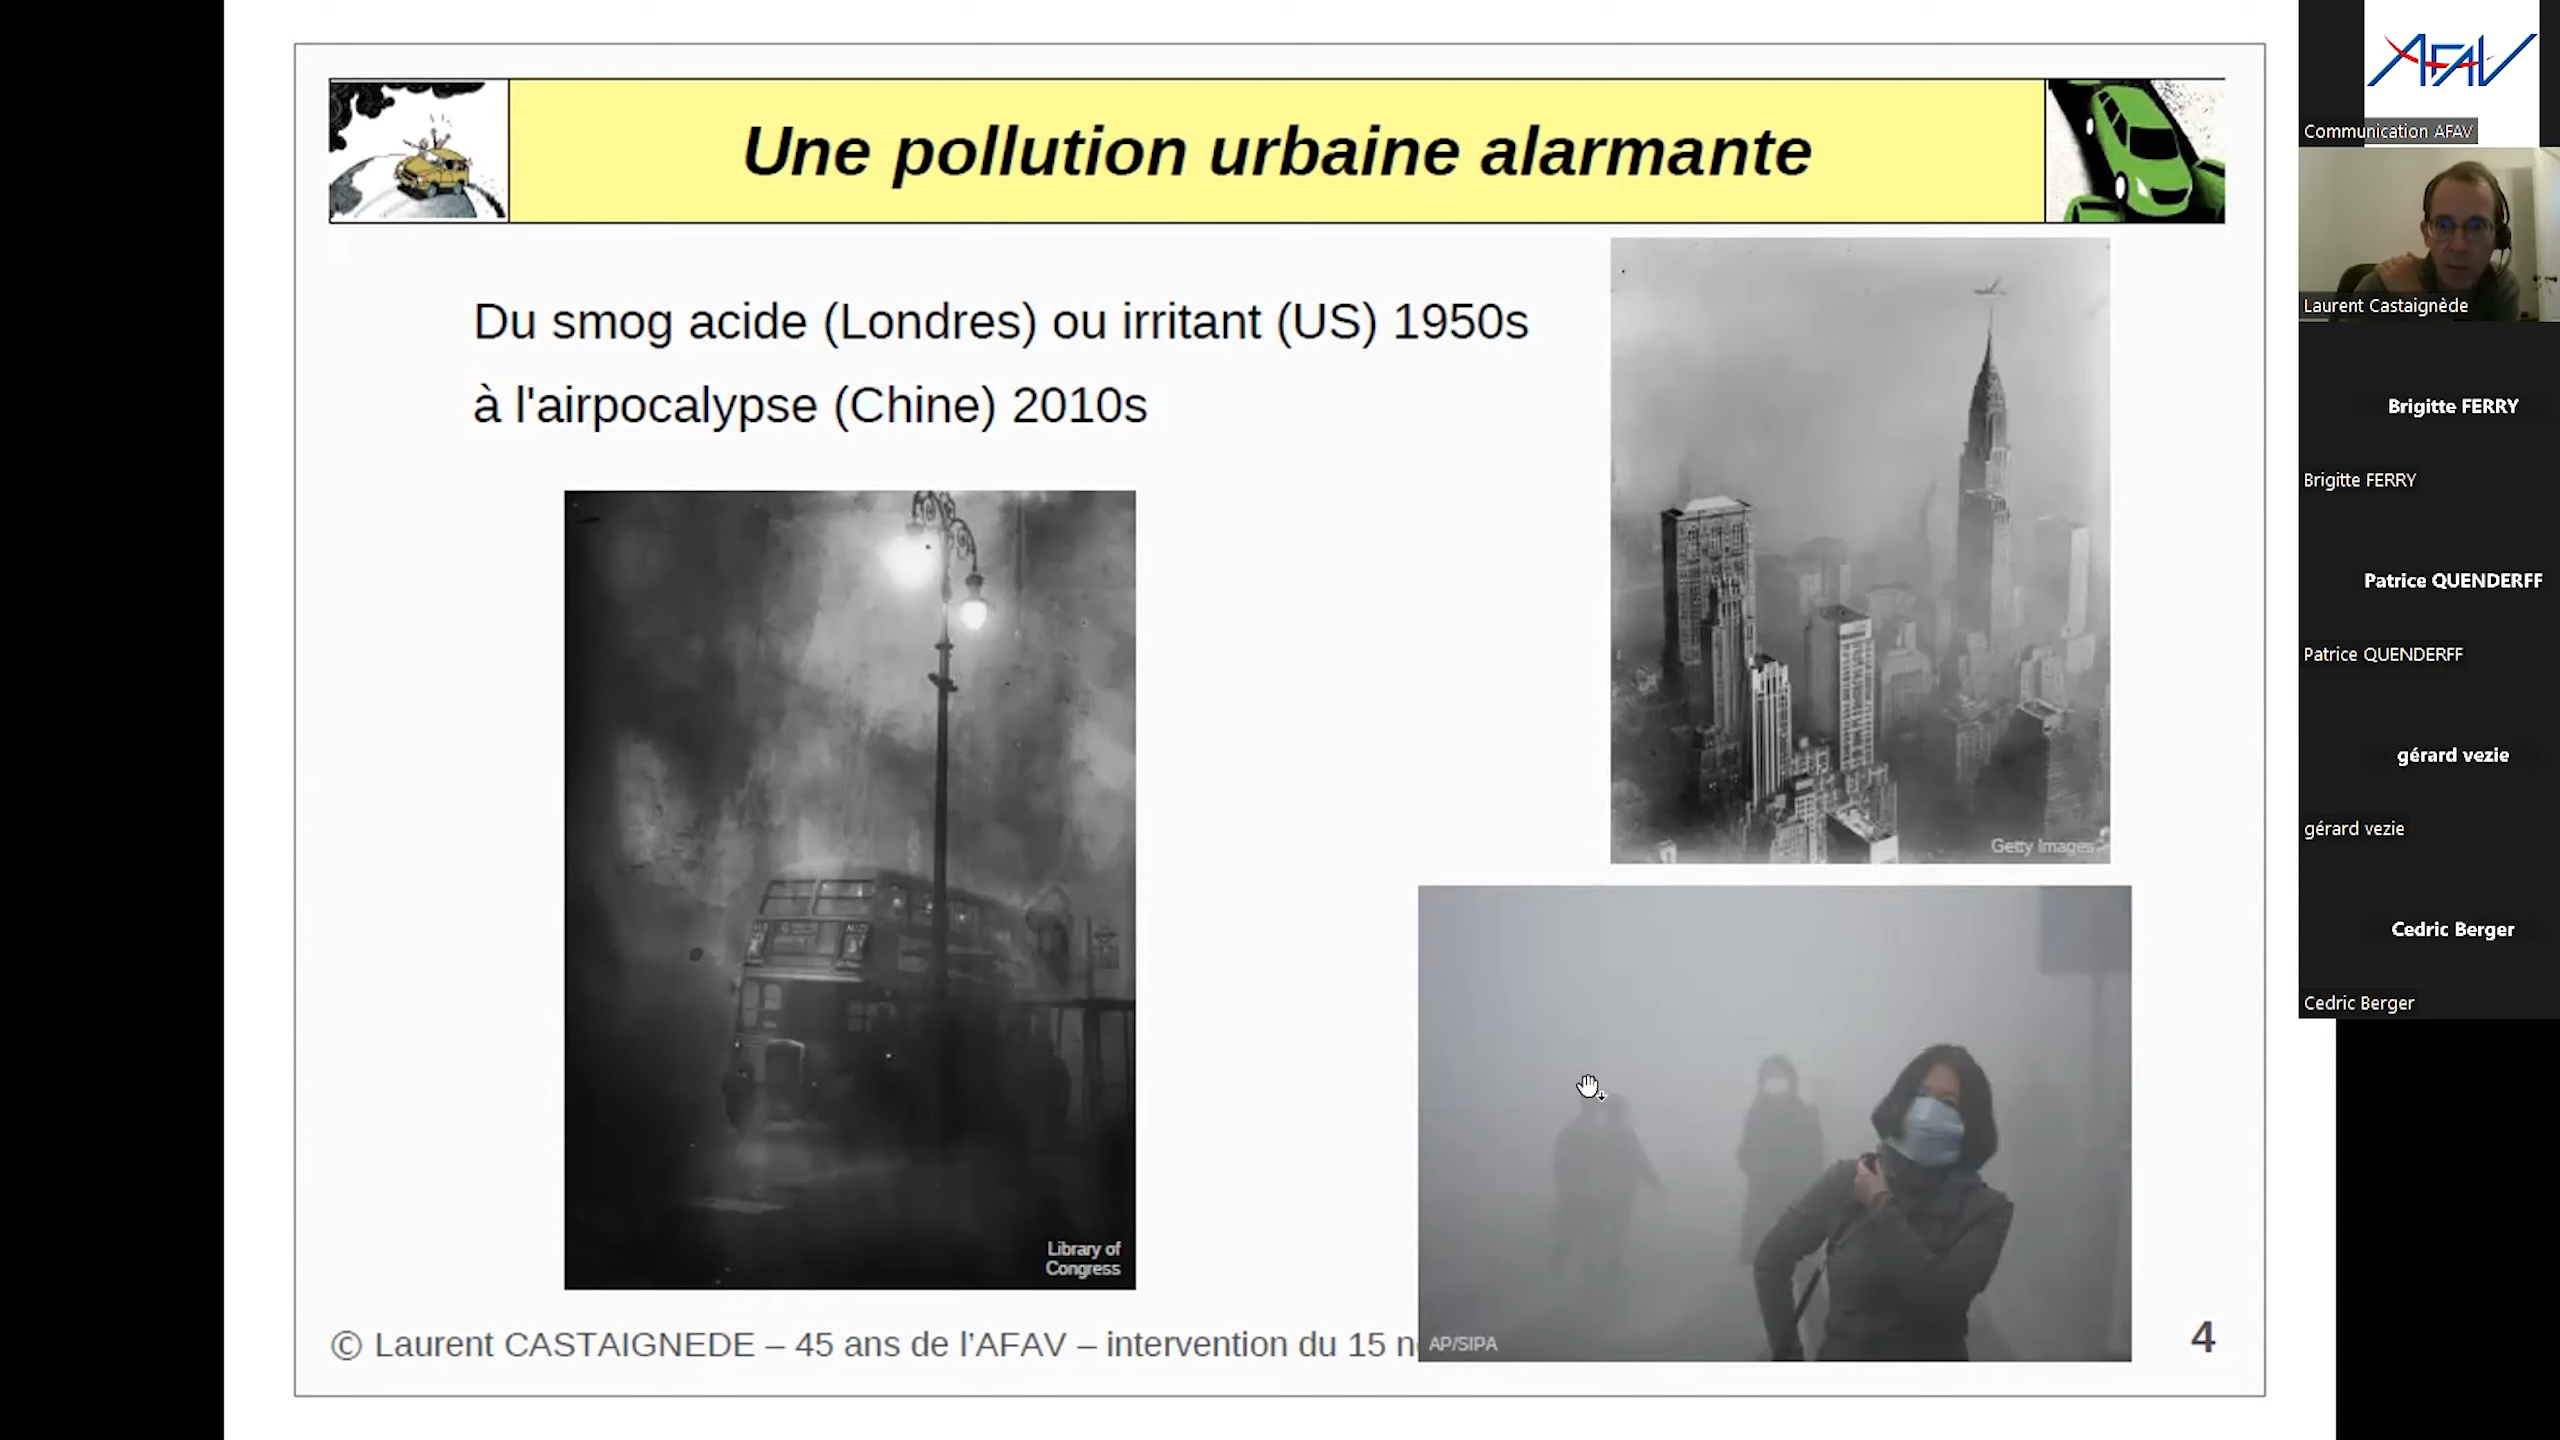 Une pollution urbaine alarmante
Du smog acide (Londres) ou irritant (US) 1950s
à l'airpocalypse (Chine) 2010s
Getty Images
Library of
Congress
AP/SIPA
© Laurent CASTAIGNEDE – 45 ans de l’AFAV – intervention du 15
4
AFAV
Communication AFAV
Laurent Castaignède
Brigitte FERRY
Brigitte FERRY
Patrice QUENDERFF
Patrice QUENDERFF
gérard vezie
gérard vezie
Cedric Berger
Cedric Berger